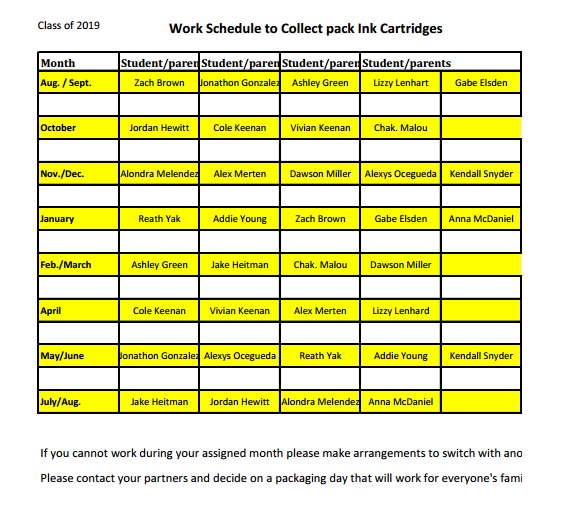 Class of 2019
Work Schedule to Collect pack Ink Cartridges
Month Student/paren Student/paren Student/paren Student/parents
Aug. / Sept. Zach Brown Jonathon Gonzalez Ashley Green Lizzy Lenhart Gabe Elsden
October Jordan Hewitt Cole Keenan Vivian Keenan Chak. Malou
Nov./Dec. Alondra Melendez Alex Merten Dawson Miller Alexys Ocegueda Kendall Snyder
January Reath Yak Addie Young Zach Brown Gabe Elsden Anna McDaniel
Feb./March Ashley Green Jake Heitman Chak. Malou Dawson Miller
April Cole Keenan Vivian Keenan Alex Merten Lizzy Lenhard
May/June Jonathon Gonzalez Alexys Ocegueda Reath Yak Addie Young Kendall Snyder
July/Aug. Jake Heitman Jordan Hewitt Alondra Melendez Anna McDaniel
If you cannot work during your assigned month please make arrangements to switch with ano
Please contact your partners and decide on a packaging day that will work for everyone's fami